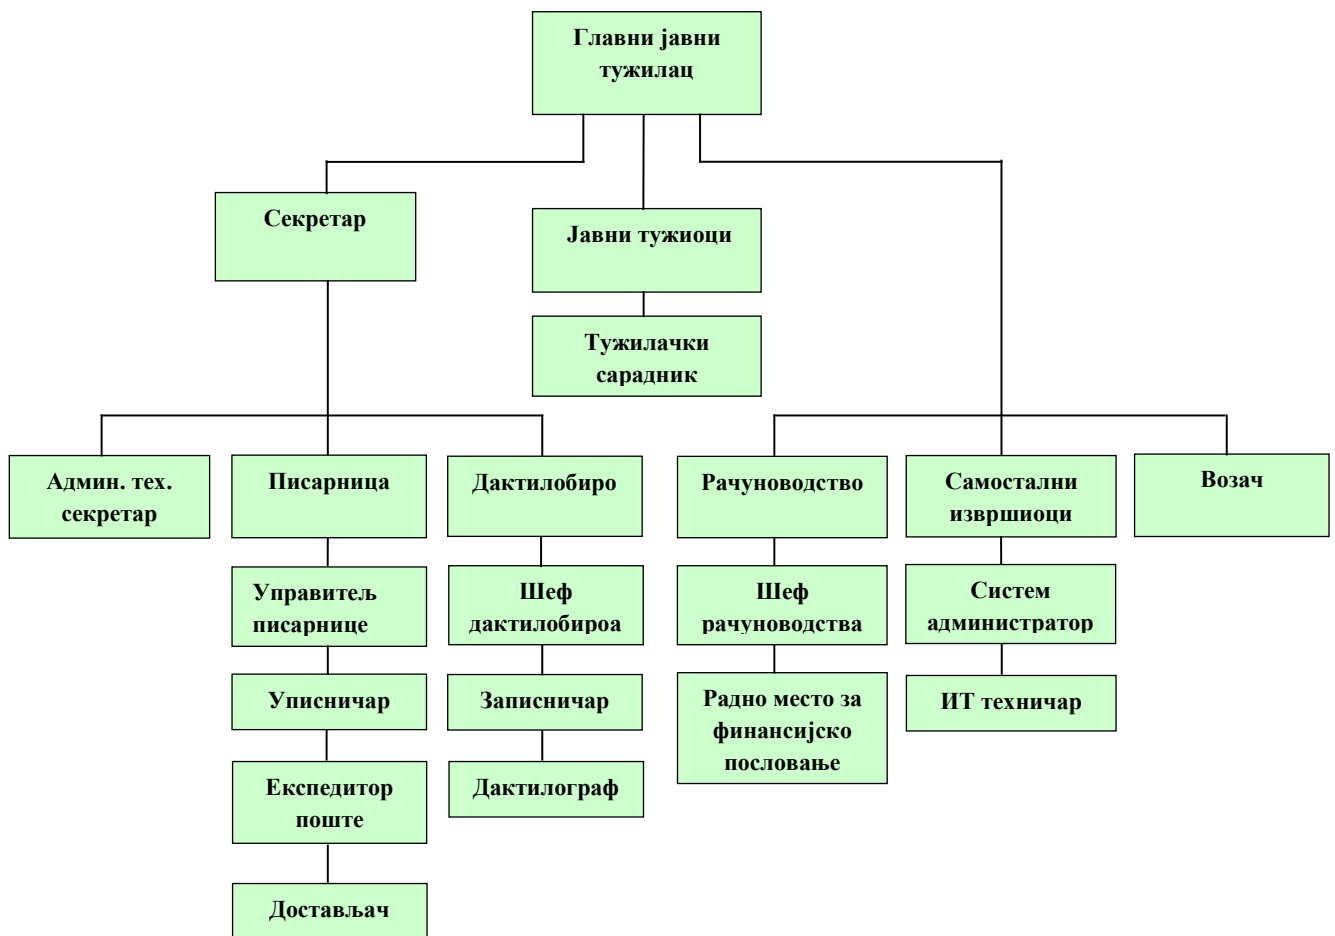 Главни јавни
тужилац
Секретар
Јавни тужиоци
Тужилачки
сарадник
Админ. тех.
секретар
Писарница
Дактилобиро
Рачуноводство
Самостални
извршиоци
Возач
Управитељ
писарнице
Шеф
дактилобироа
Шеф
рачуноводства
Систем
администратор
Уписничар
Записничар
Радно место за
финансијско
пословање
ИТ техничар
Експедитор
поште
Дактилограф
Достављач